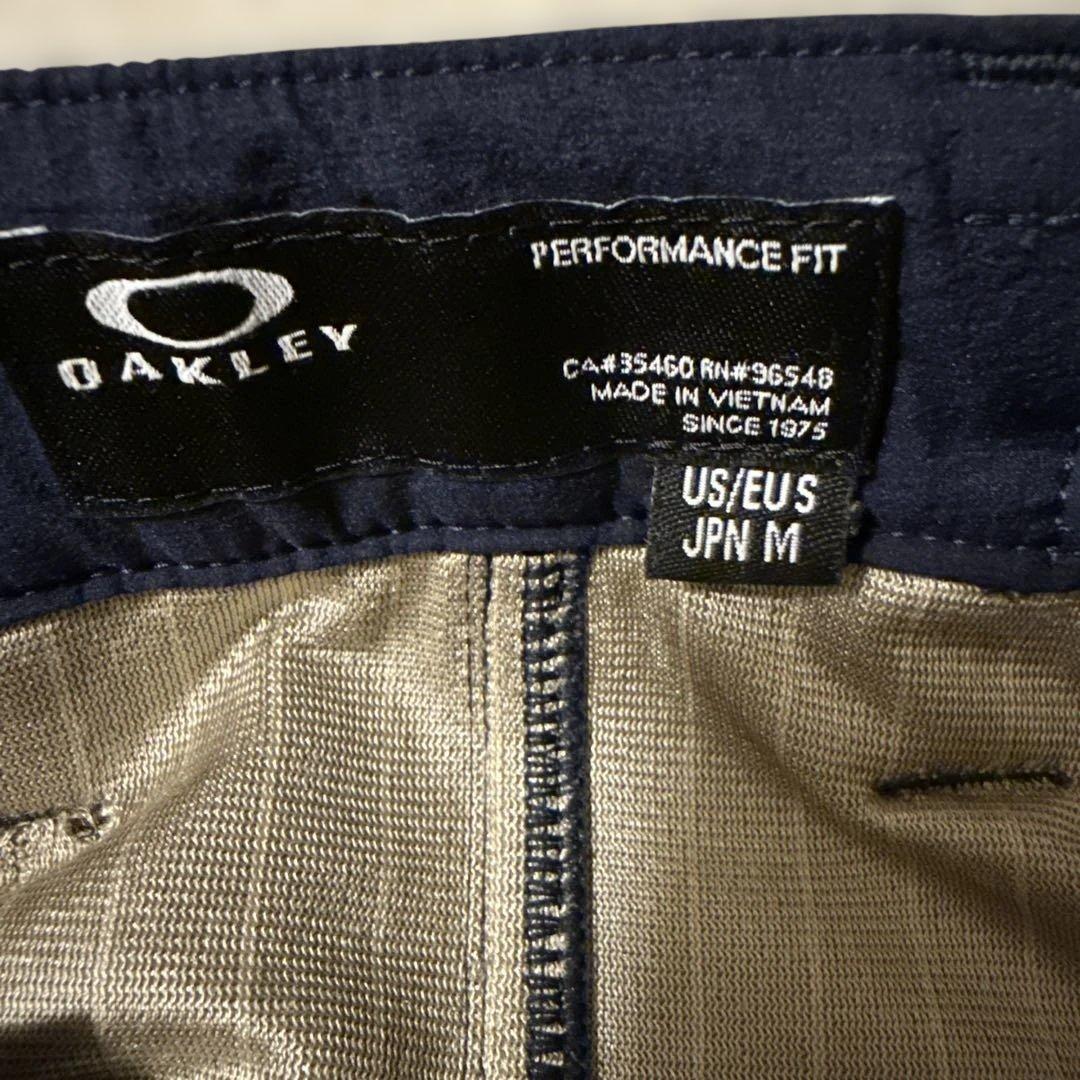 OAKLEY
PERFORMANCE FIT
CA#35460 RN#96548
MADE IN VIETNAM
SINCE 1975
US/EU S
JPN M